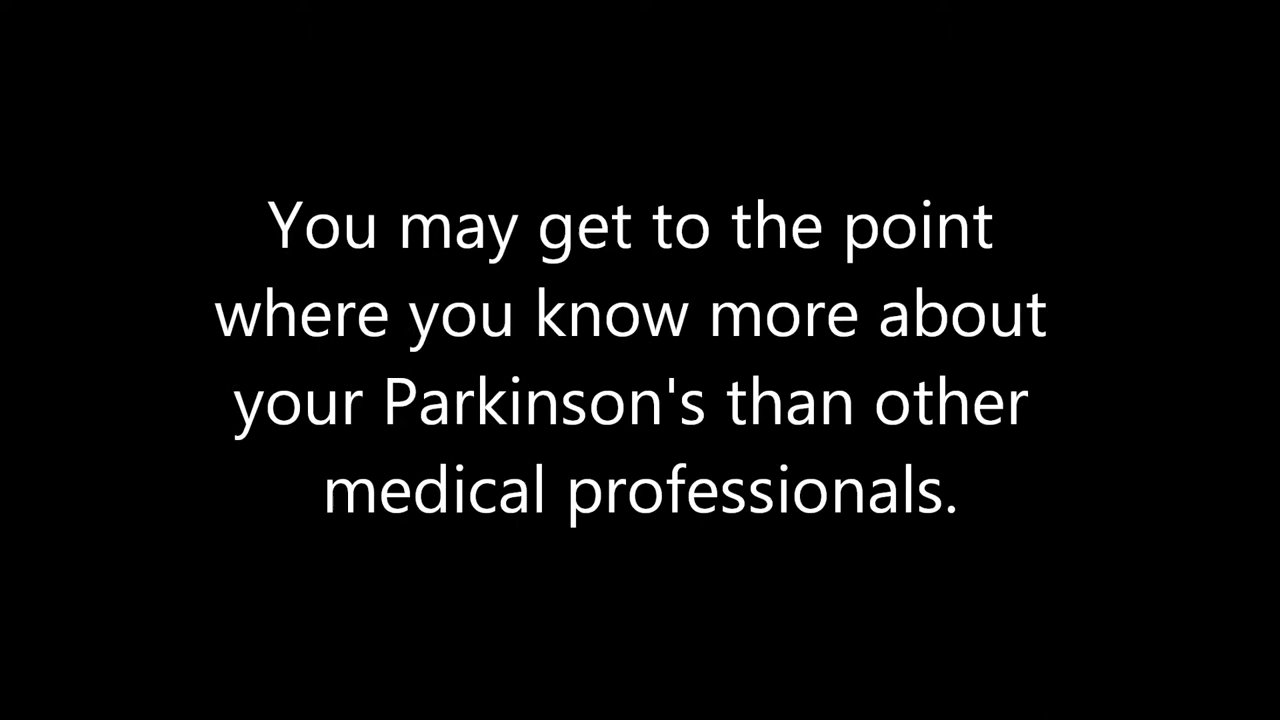 You may get to the point
where you know more about
your Parkinson's than other
medical professionals.